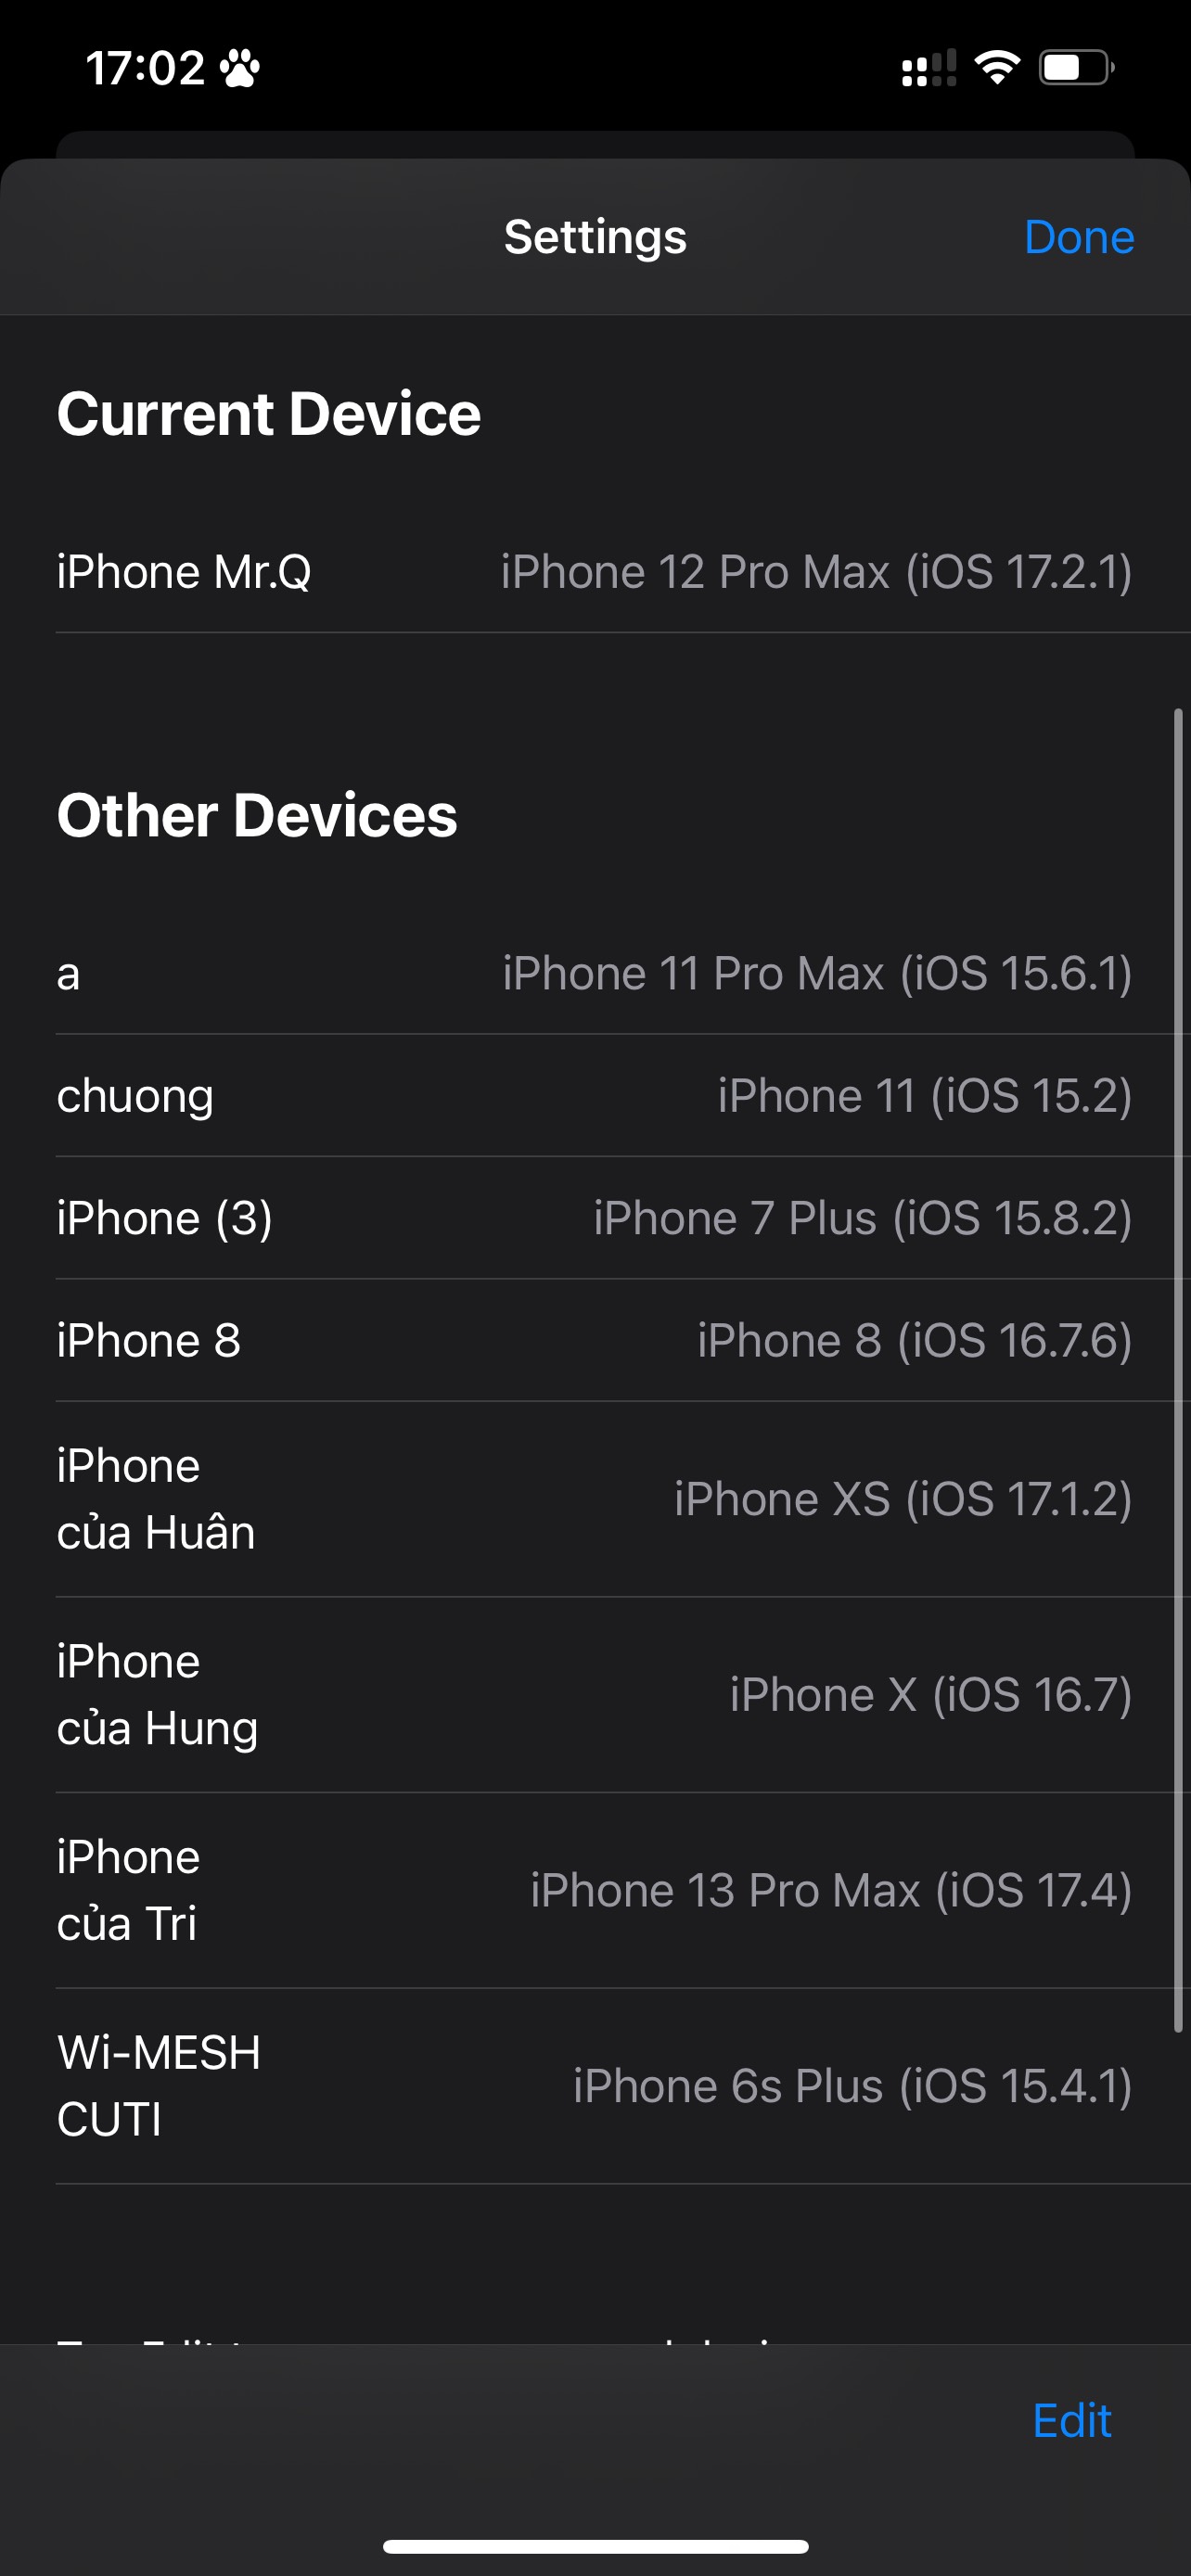 17:02
Settings
Done
Current Device
iPhone Mr.Q iPhone 12 Pro Max (iOS 17.2.1)
Other Devices
a iPhone 11 Pro Max (iOS 15.6.1)
chuong iPhone 11 (iOS 15.2)
iPhone (3) iPhone 7 Plus (iOS 15.8.2)
iPhone 8 iPhone 8 (iOS 16.7.6)
iPhone
của Huân iPhone XS (iOS 17.1.2)
iPhone
của Hung iPhone X (iOS 16.7)
iPhone
của Tri iPhone 13 Pro Max (iOS 17.4)
Wi-MESH
CUTI iPhone 6s Plus (iOS 15.4.1)
Edit